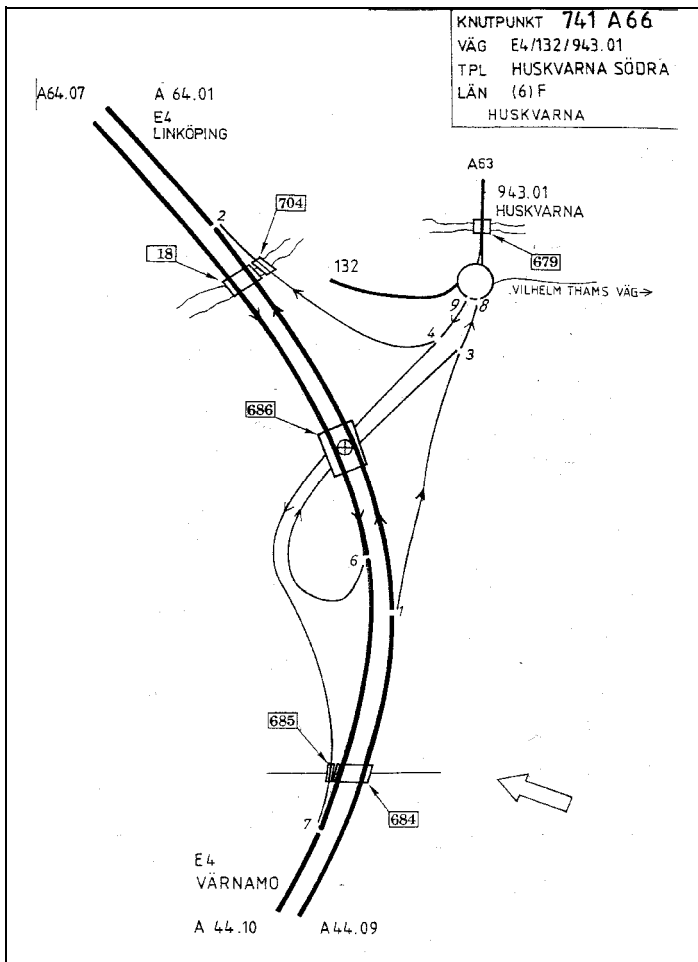 KNUTPUNKT 741 A66
VÄG E4/132/943.01
TPL HUSKVARNA SÖDRA
LÄN (6) F
HUSKVARNA
A64.07
A 64.01
E4
LINKÖPING
A63
943.01
HUSKVARNA
704
2
18
132
679
VILHELM THAMS VÄG→
9
8
4
3
686
6
1
685
684
7
E4
VÄRNAMO
A 44.10
A44.09